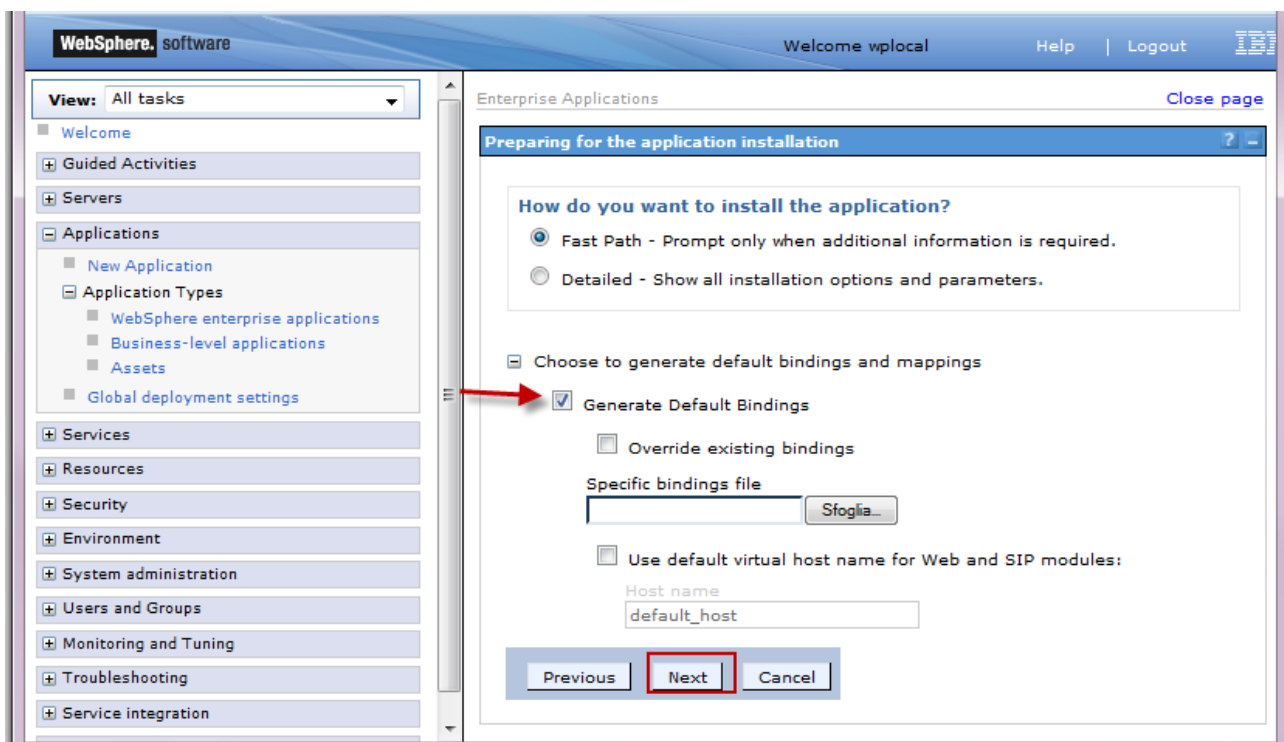 WebSphere. software
Welcome wplocal
Help | Logout
IBM
View: All tasks
Welcome
Guided Activities
Servers
Applications
New Application
Application Types
WebSphere enterprise applications
Business-level applications
Assets
Global deployment settings
Services
Resources
Security
Environment
System administration
Users and Groups
Monitoring and Tuning
Troubleshooting
Service integration
Enterprise Applications
Close page
Preparing for the application installation
?
How do you want to install the application?
Fast Path - Prompt only when additional information is required.
Detailed - Show all installation options and parameters.
Choose to generate default bindings and mappings
Generate Default Bindings
Override existing bindings
Specific bindings file
Sfoglia...
Use default virtual host name for Web and SIP modules:
Host name
default_host
Previous
Next
Cancel